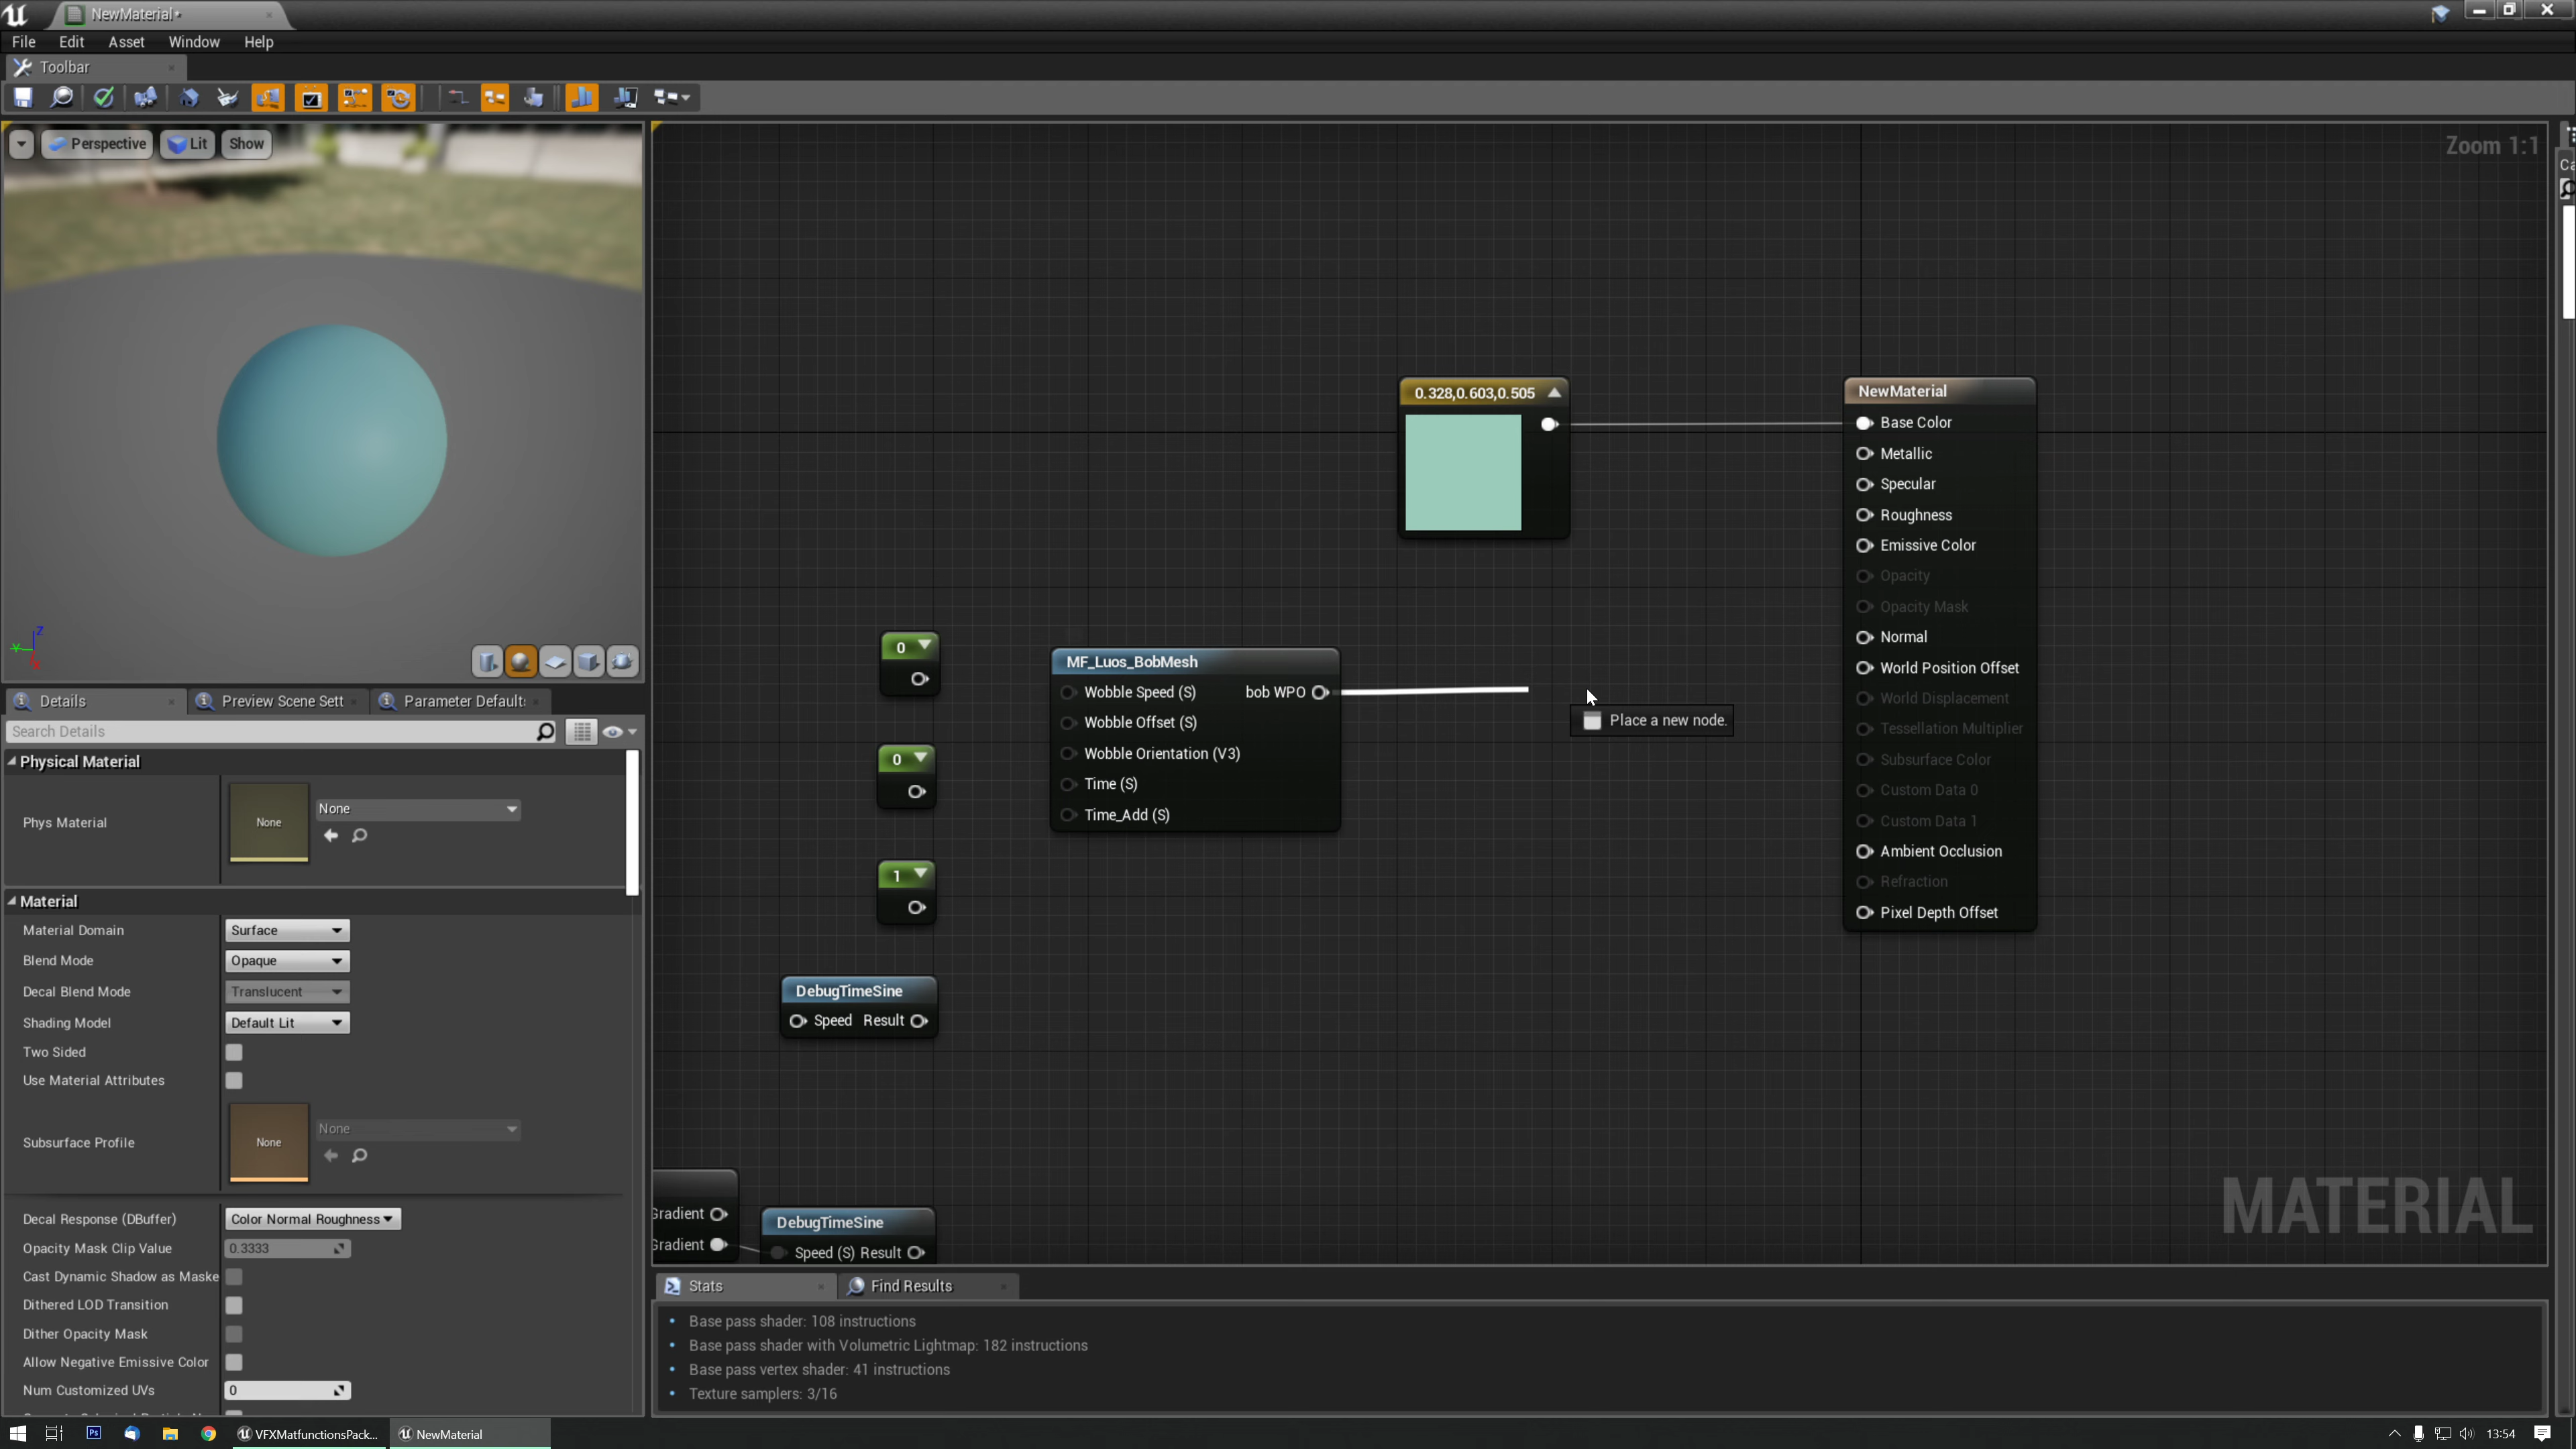 NewMaterial*
File Edit Asset Window Help
Toolbar
Perspective Lit Show
Zoom 1:1
Ca
0.328,0.603,0.505
NewMaterial
Base Color
Metallic
Specular
Roughness
Emissive Color
Opacity
Opacity Mask
Normal
World Position Offset
World Displacement
Tessellation Multiplier
Subsurface Color
Custom Data 0
Custom Data 1
Ambient Occlusion
Refraction
Pixel Depth Offset
0
0
1
MF_Luos_BobMesh
Wobble Speed (S) bob WPO
Wobble Offset (S)
Wobble Orientation (V3)
Time (S)
Time_Add (S)
Place a new node.
DebugTimeSine
Speed Result
Gradient
Gradient
DebugTimeSine
Speed (S) Result
MATERIAL
Z
Details Preview Scene Sett Parameter Default
Search Details
Physical Material
Phys Material
None
None
Material
Material Domain Surface
Blend Mode Opaque
Decal Blend Mode Translucent
Shading Model Default Lit
Two Sided
Use Material Attributes
Subsurface Profile
None
None
Decal Response (DBuffer) Color Normal Roughness
Opacity Mask Clip Value 0.3333
Cast Dynamic Shadow as Maske
Dithered LOD Transition
Dither Opacity Mask
Allow Negative Emissive Color
Num Customized UVs 0
Stats Find Results
Base pass shader: 108 instructions
Base pass shader with Volumetric Lightmap: 182 instructions
Base pass vertex shader: 41 instructions
Texture samplers: 3/16
Ps
VFXMatfunctionsPack...
NewMaterial
13:54